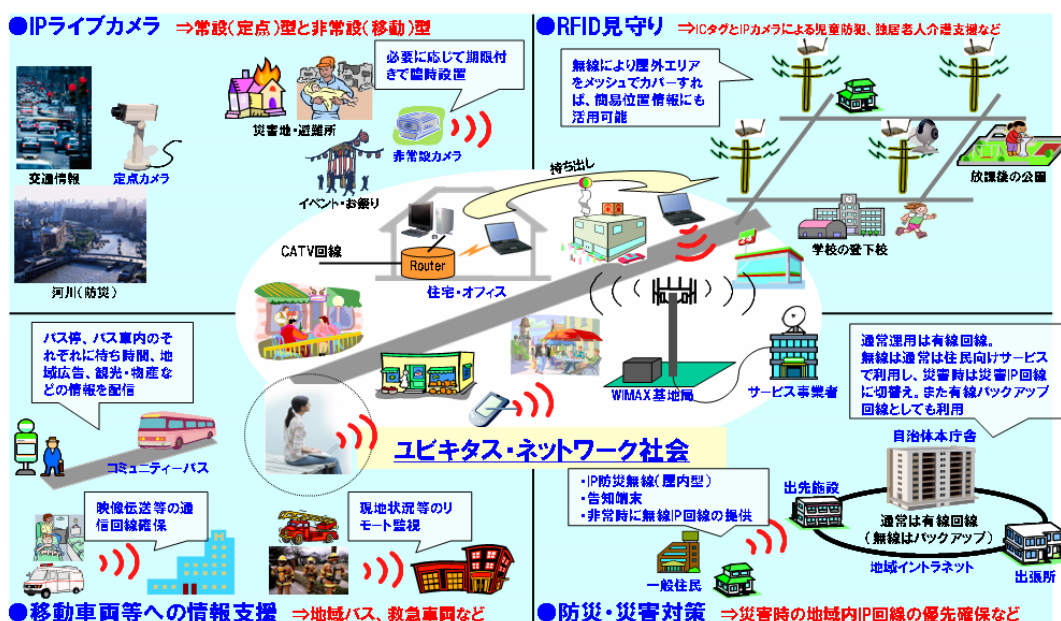 ●IPライブカメラ ⇒常設(定点)型と非常設(移動)型
必要に応じて期限付
きで臨時設置
災害地・避難所
非常設カメラ
交通情報
定点カメラ
イベント・お祭り
河川(防災)
●RFID見守り ⇒ICタグとIPカメラによる児童防犯、独居老人介護支援など
無線により屋外エリア
をメッシュでカバーすれ
ば、簡易位置情報にも
活用可能
放課後の公園
学校の登下校
持ち出し
CATV回線
Router
住宅・オフィス
WiMAX基地局
サービス事業者
ユビキタス・ネットワーク社会
バス停、バス車内のそ
れぞれに待ち時間、地
域広告、観光・物産な
どの情報を配信
コミュニティーバス
映像伝送等の通
信回線確保
現地状況等のリ
モート監視
●移動車両等への情報支援 ⇒地域バス、救急車両など
通常運用は有線回線。
無線は通常は住民向けサービス
で利用し、災害時は災害IP回線
に切替え。また有線バックアップ
回線としても利用
自治体本庁舎
・IP防災無線(屋内型)
・告知端末
・非常時に無線IP回線の提供
出先施設
通常は有線回線
(無線はバックアップ)
一般住民
地域イントラネット
出張所
●防災・災害対策 ⇒災害時の地域内IP回線の優先確保など